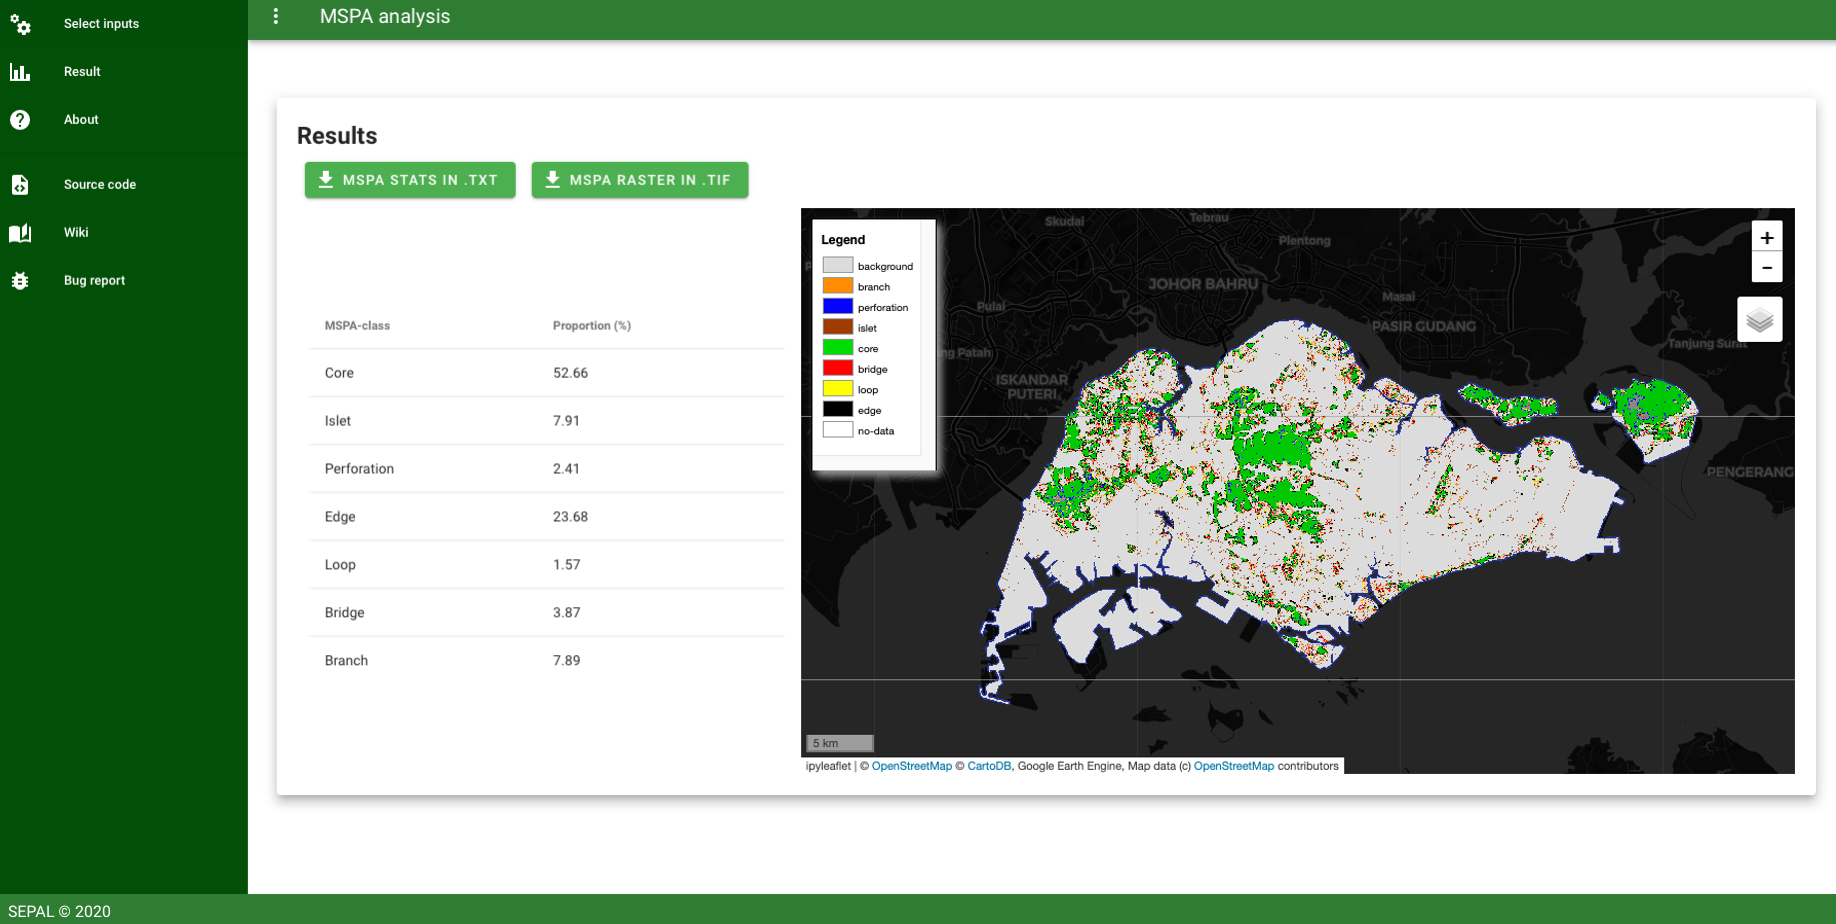 Select inputs
Result
About
Source code
Wiki
Bug report
MSPA analysis
Results
MSPA STATS IN .TXT
MSPA RASTER IN .TIF
MSPA-class Proportion (%)
Core 52.66
Islet 7.91
Perforation 2.41
Edge 23.68
Loop 1.57
Bridge 3.87
Branch 7.89
Legend
background
branch
perforation
islet
core
bridge
loop
edge
no-data
Skudai
Tebrau
Plentong
JOHOR BAHRU
Pulai
Masai
PASIR GUDANG
Tanjung Surat
ng Patah
ISKANDAR
PUTERI
PENGERANG
+
−
5 km
ipyleaflet | © OpenStreetMap © CartoDB, Google Earth Engine, Map data (c) OpenStreetMap contributors
SEPAL © 2020